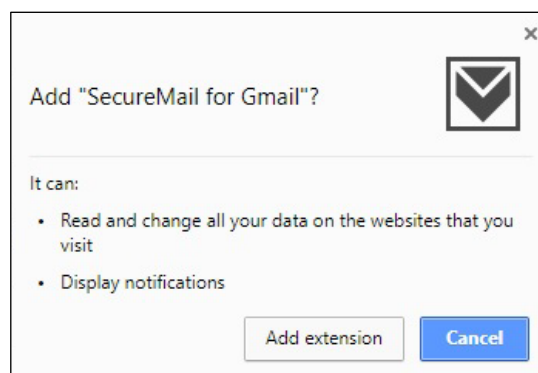 Add "SecureMail for Gmail"?
It can:
• Read and change all your data on the websites that you
visit
• Display notifications
Add extension
Cancel